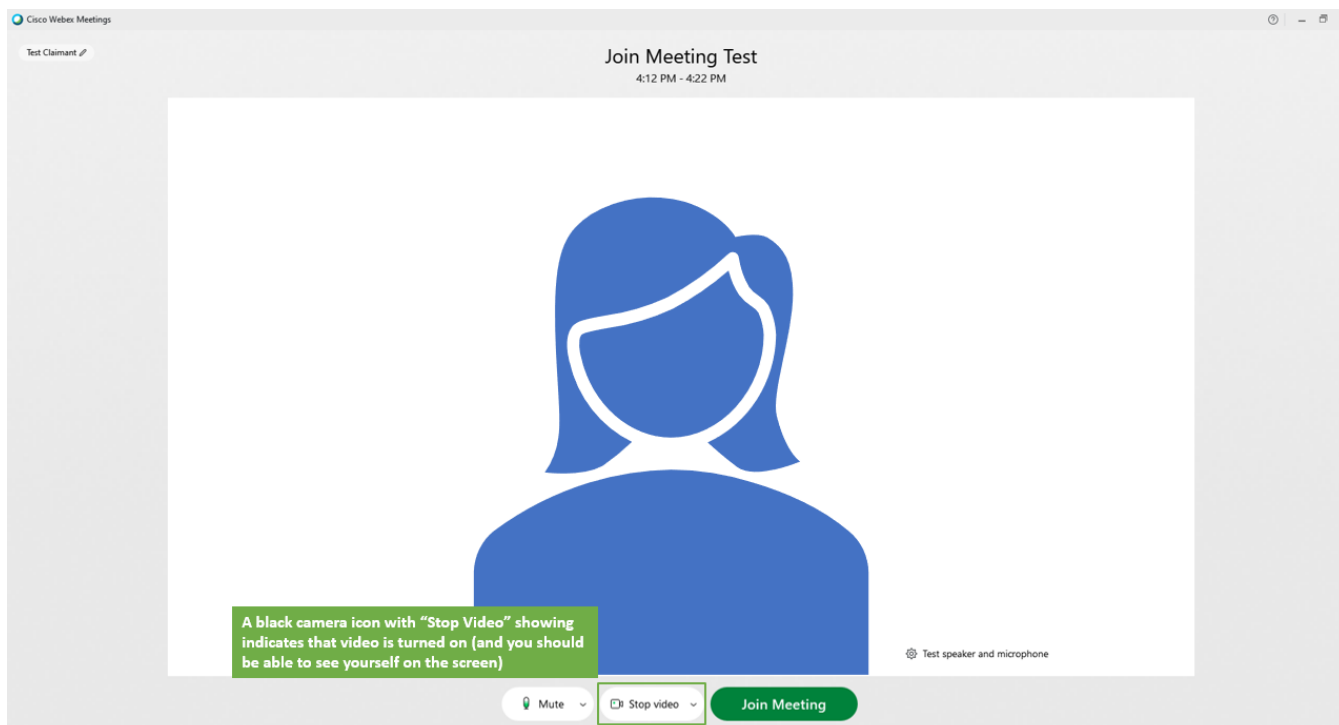 Cisco Webex Meetings
Test Claimant
Join Meeting Test
4:12 PM - 4:22 PM
A black camera icon with “Stop Video” showing
indicates that video is turned on (and you should
be able to see yourself on the screen)
Test speaker and microphone
Mute
Stop video
Join Meeting